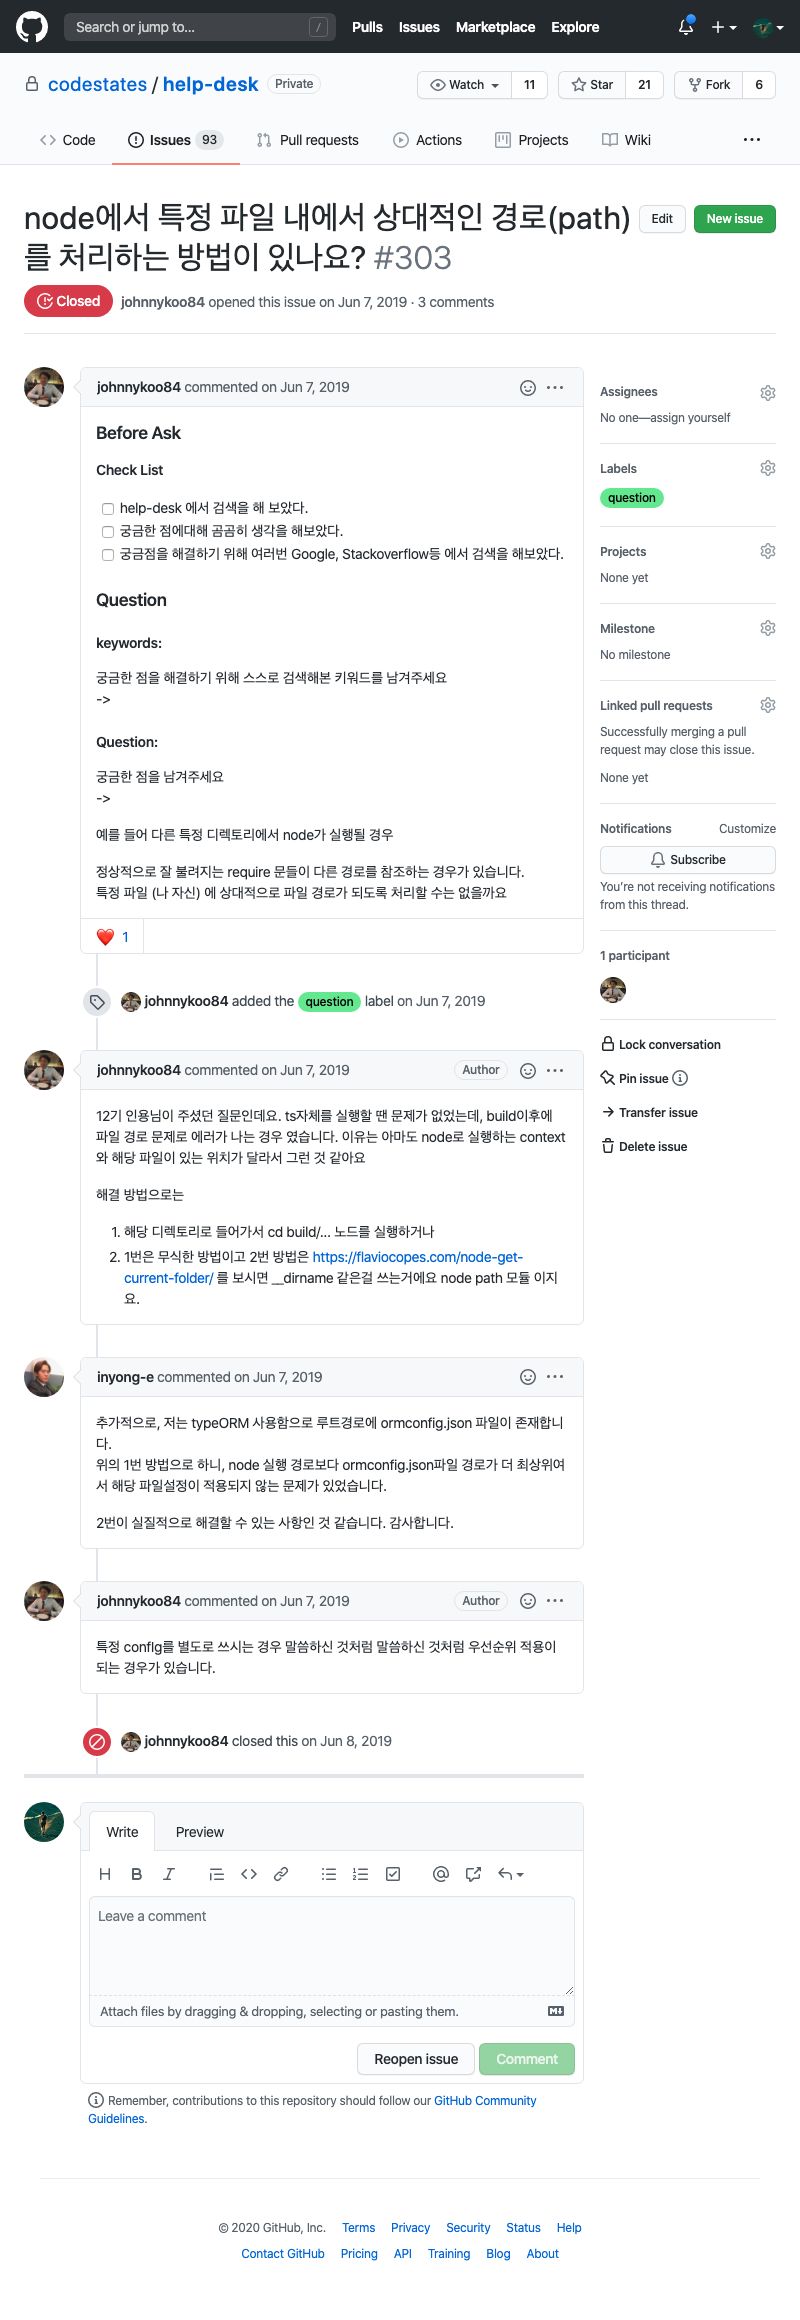 Search or jump to... /
Pulls Issues Marketplace Explore
codestates / help-desk Private
Watch 11 Star 21 Fork 6
Code Issues 93 Pull requests Actions Projects Wiki ...
node에서 특정 파일 내에서 상대적인 경로(path)
를 처리하는 방법이 있나요? #303
Edit New issue
Closed johnnykoo84 opened this issue on Jun 7, 2019 · 3 comments
johnnykoo84 commented on Jun 7, 2019
Before Ask
Check List
help-desk 에서 검색을 해 보았다.
궁금한 점에대해 곰곰히 생각을 해보았다.
궁금점을 해결하기 위해 여러번 Google, Stackoverflow등 에서 검색을 해보았다.
Question
keywords:
궁금한 점을 해결하기 위해 스스로 검색해본 키워드를 남겨주세요
->
Question:
궁금한 점을 남겨주세요
->
예를 들어 다른 특정 디렉토리에서 node가 실행될 경우
정상적으로 잘 불려지는 require 문들이 다른 경로를 참조하는 경우가 있습니다.
특정 파일 (나 자신) 에 상대적으로 파일 경로가 되도록 처리할 수는 없을까요
❤️ 1
johnnykoo84 added the question label on Jun 7, 2019
johnnykoo84 commented on Jun 7, 2019 Author
12기 인용님이 주셨던 질문인데요. ts자체를 실행할 땐 문제가 없었는데, build이후에
파일 경로 문제로 에러가 나는 경우 였습니다. 이유는 아마도 node로 실행하는 context
와 해당 파일이 있는 위치가 달라서 그런 것 같아요
해결 방법으로는
1. 해당 디렉토리로 들어가서 cd build/... 노드를 실행하거나
2. 1번은 무식한 방법이고 2번 방법은 https://flaviocopes.com/node-get-
current-folder/ 를 보시면 __dirname 같은걸 쓰는거에요 node path 모듈 이지
요.
inyong-e commented on Jun 7, 2019
추가적으로, 저는 typeORM 사용함으로 루트경로에 ormconfig.json 파일이 존재합니
다.
위의 1번 방법으로 하니, node 실행 경로보다 ormconfig.json파일 경로가 더 최상위여
서 해당 파일설정이 적용되지 않는 문제가 있었습니다.
2번이 실질적으로 해결할 수 있는 사항인 것 같습니다. 감사합니다.
johnnykoo84 commented on Jun 7, 2019 Author
특정 config를 별도로 쓰시는 경우 말씀하신 것처럼 말씀하신 것처럼 우선순위 적용이
되는 경우가 있습니다.
johnnykoo84 closed this on Jun 8, 2019
Assignees
No one—assign yourself
Labels
question
Projects
None yet
Milestone
No milestone
Linked pull requests
Successfully merging a pull
request may close this issue.
None yet
Notifications Customize
Subscribe
You're not receiving notifications
from this thread.
1 participant
Lock conversation
Pin issue
Transfer issue
Delete issue
Write Preview
Leave a comment
Attach files by dragging & dropping, selecting or pasting them.
Reopen issue Comment
Remember, contributions to this repository should follow our GitHub Community
Guidelines.
© 2020 GitHub, Inc. Terms Privacy Security Status Help
Contact GitHub Pricing API Training Blog About